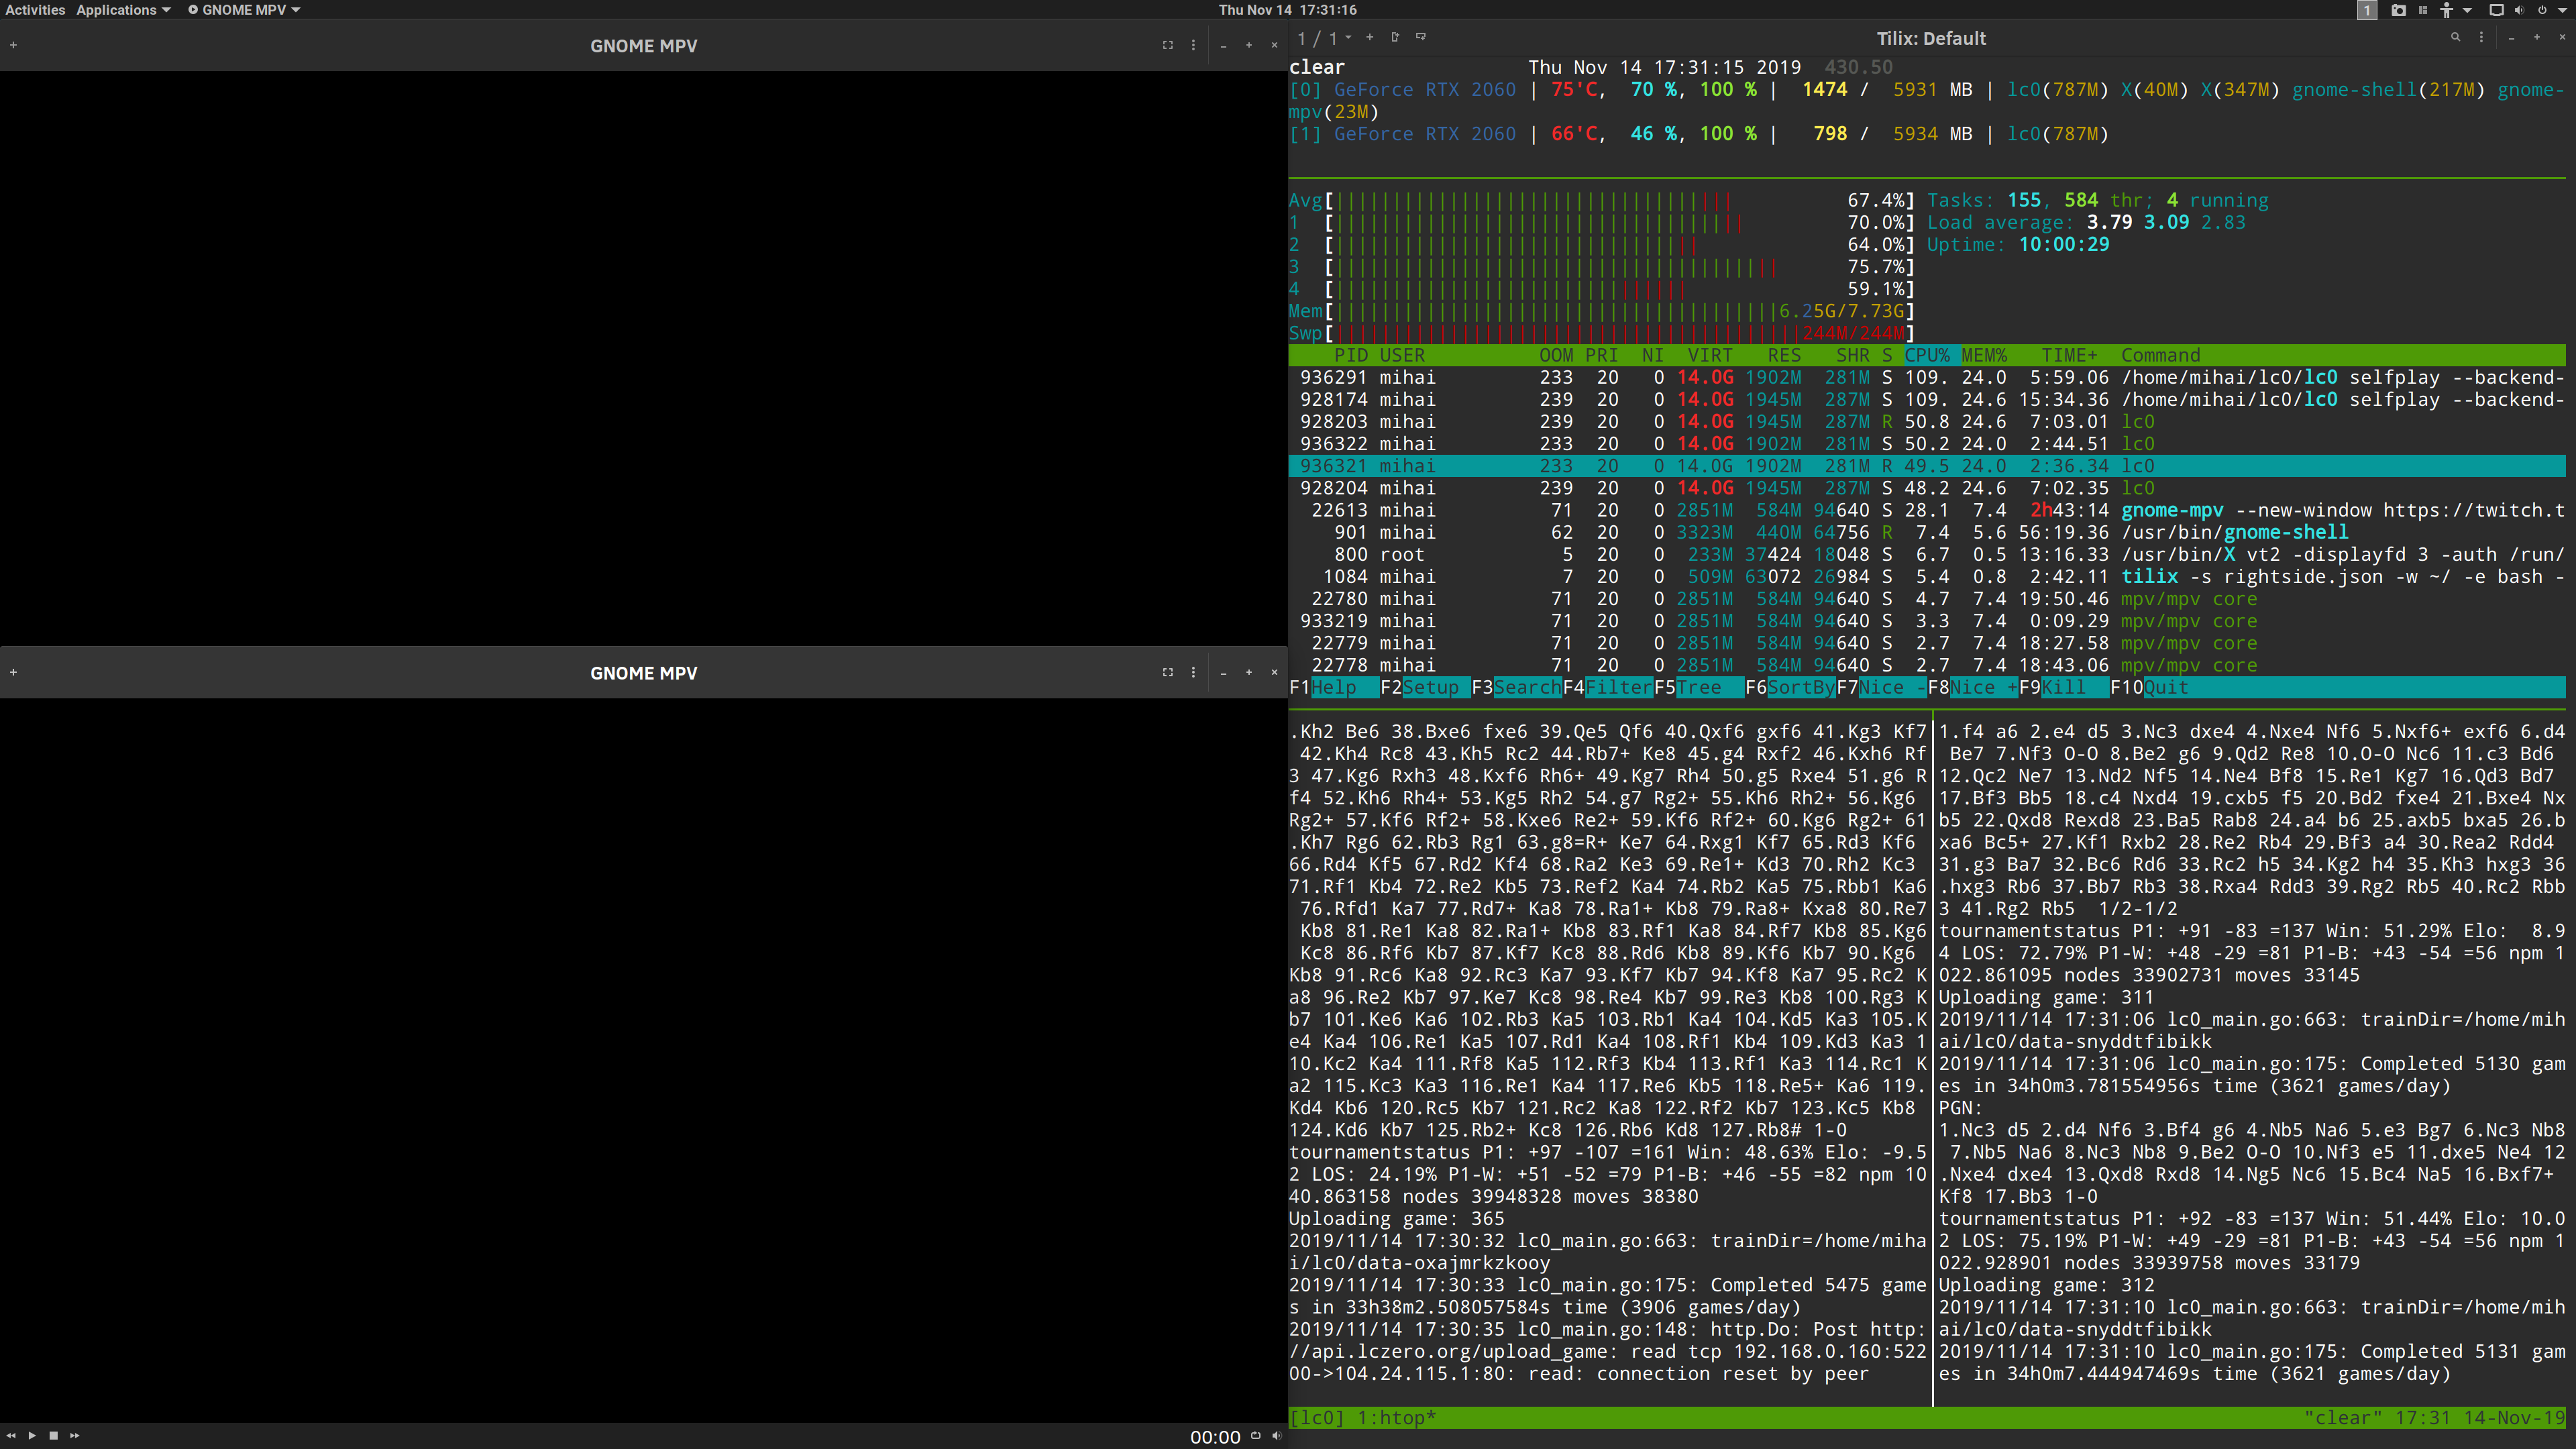 Activities Applications GNOME MPV Thu Nov 14 17:31:16 1
GNOME MPV
GNOME MPV
00:00
1 / 1 Tilix: Default
clear Thu Nov 14 17:31:15 2019 430.50
[0] GeForce RTX 2060 | 75'C, 70 %, 100 % | 1474 / 5931 MB | lc0(787M) X(40M) X(347M) gnome-shell(217M) gnome-
mpv(23M)
[1] GeForce RTX 2060 | 66'C, 46 %, 100 % | 798 / 5934 MB | lc0(787M)
Avg[ 67.4%] Tasks: 155, 584 thr; 4 running
1 [ 70.0%] Load average: 3.79 3.09 2.83
2 [ 64.0%] Uptime: 10:00:29
3 [ 75.7%]
4 [ 59.1%]
Mem[ 6.25G/7.73G]
Swp[ 244M/244M]
PID USER OOM PRI NI VIRT RES SHR S CPU% MEM% TIME+ Command
936291 mihai 233 20 0 14.0G 1902M 281M S 109. 24.0 5:59.06 /home/mihai/lc0/lc0 selfplay --backend-
928174 mihai 239 20 0 14.0G 1945M 287M S 109. 24.6 15:34.36 /home/mihai/lc0/lc0 selfplay --backend-
928203 mihai 239 20 0 14.0G 1945M 287M R 50.8 24.6 7:03.01 lc0
936322 mihai 233 20 0 14.0G 1902M 281M S 50.2 24.0 2:44.51 lc0
936321 mihai 233 20 0 14.0G 1902M 281M R 49.5 24.0 2:36.34 lc0
928204 mihai 239 20 0 14.0G 1945M 287M S 48.2 24.6 7:02.35 lc0
22613 mihai 71 20 0 2851M 584M 94640 S 28.1 7.4 2h43:14 gnome-mpv --new-window https://twitch.t
901 mihai 62 20 0 3323M 440M 64756 R 7.4 5.6 56:19.36 /usr/bin/gnome-shell
800 root 5 20 0 233M 37424 18048 S 6.7 0.5 13:16.33 /usr/bin/X vt2 -displayfd 3 -auth /run/
1084 mihai 7 20 0 509M 63072 26984 S 5.4 0.8 2:42.11 tilix -s rightside.json -w ~/ -e bash -
22780 mihai 71 20 0 2851M 584M 94640 S 4.7 7.4 19:50.46 mpv/mpv core
933219 mihai 71 20 0 2851M 584M 94640 S 3.3 7.4 0:09.29 mpv/mpv core
22779 mihai 71 20 0 2851M 584M 94640 S 2.7 7.4 18:27.58 mpv/mpv core
22778 mihai 71 20 0 2851M 584M 94640 S 2.7 7.4 18:43.06 mpv/mpv core
F1Help F2Setup F3SearchF4FilterF5Tree F6SortByF7Nice -F8Nice +F9Kill F10Quit
.Kh2 Be6 38.Bxe6 fxe6 39.Qe5 Qf6 40.Qxf6 gxf6 41.Kg3 Kf7
42.Kh4 Rc8 43.Kh5 Rc2 44.Rb7+ Ke8 45.g4 Rxf2 46.Kxh6 Rf
3 47.Kg6 Rxh3 48.Kxf6 Rh6+ 49.Kg7 Rh4 50.g5 Rxe4 51.g6 R
f4 52.Kh6 Rh4+ 53.Kg5 Rh2 54.g7 Rg2+ 55.Kh6 Rh2+ 56.Kg6
Rg2+ 57.Kf6 Rf2+ 58.Kxe6 Re2+ 59.Kf6 Rf2+ 60.Kg6 Rg2+ 61
.Kh7 Rg6 62.Rb3 Rg1 63.g8=R+ Ke7 64.Rxg1 Kf7 65.Rd3 Kf6
66.Rd4 Kf5 67.Rd2 Kf4 68.Ra2 Ke3 69.Re1+ Kd3 70.Rh2 Kc3
71.Rf1 Kb4 72.Re2 Kb5 73.Ref2 Ka4 74.Rb2 Ka5 75.Rbb1 Ka6
76.Rfd1 Ka7 77.Rd7+ Ka8 78.Ra1+ Kb8 79.Ra8+ Kxa8 80.Re7
Kb8 81.Re1 Ka8 82.Ra1+ Kb8 83.Rf1 Ka8 84.Rf7 Kb8 85.Kg6
Kc8 86.Rf6 Kb7 87.Kf7 Kc8 88.Rd6 Kb8 89.Kf6 Kb7 90.Kg6
Kb8 91.Rc6 Ka8 92.Rc3 Ka7 93.Kf7 Kb7 94.Kf8 Ka7 95.Rc2 K
a8 96.Re2 Kb7 97.Ke7 Kc8 98.Re4 Kb7 99.Re3 Kb8 100.Rg3 K
b7 101.Ke6 Ka6 102.Rb3 Ka5 103.Rb1 Ka4 104.Kd5 Ka3 105.K
e4 Ka4 106.Re1 Ka5 107.Rd1 Ka4 108.Rf1 Kb4 109.Kd3 Ka3 1
10.Kc2 Ka4 111.Rf8 Ka5 112.Rf3 Kb4 113.Rf1 Ka3 114.Rc1 K
a2 115.Kc3 Ka3 116.Re1 Ka4 117.Re6 Kb5 118.Re5+ Ka6 119.
Kd4 Kb6 120.Rc5 Kb7 121.Rc2 Ka8 122.Rf2 Kb7 123.Kc5 Kb8
124.Kd6 Kb7 125.Rb2+ Kc8 126.Rb6 Kd8 127.Rb8# 1-0
tournamentstatus P1: +97 -107 =161 Win: 48.63% Elo: -9.5
2 LOS: 24.19% P1-W: +51 -52 =79 P1-B: +46 -55 =82 npm 10
40.863158 nodes 39948328 moves 38380
Uploading game: 365
2019/11/14 17:30:32 lc0_main.go:663: trainDir=/home/miha
i/lc0/data-oxajmrkzkooy
2019/11/14 17:30:33 lc0_main.go:175: Completed 5475 game
s in 33h38m2.508057584s time (3906 games/day)
2019/11/14 17:30:35 lc0_main.go:148: http.Do: Post http:
//api.lczero.org/upload_game: read tcp 192.168.0.160:522
00->104.24.115.1:80: read: connection reset by peer
1.f4 a6 2.e4 d5 3.Nc3 dxe4 4.Nxe4 Nf6 5.Nxf6+ exf6 6.d4
Be7 7.Nf3 O-O 8.Be2 g6 9.Qd2 Re8 10.O-O Nc6 11.c3 Bd6
12.Qc2 Ne7 13.Nd2 Nf5 14.Ne4 Bf8 15.Re1 Kg7 16.Qd3 Bd7
17.Bf3 Bb5 18.c4 Nxd4 19.cxb5 f5 20.Bd2 fxe4 21.Bxe4 Nx
b5 22.Qxd8 Rexd8 23.Ba5 Rab8 24.a4 b6 25.axb5 bxa5 26.b
xa6 Bc5+ 27.Kf1 Rxb2 28.Re2 Rb4 29.Bf3 a4 30.Rea2 Rdd4
31.g3 Ba7 32.Bc6 Rd6 33.Rc2 h5 34.Kg2 h4 35.Kh3 hxg3 36
.hxg3 Rb6 37.Bb7 Rb3 38.Rxa4 Rdd3 39.Rg2 Rb5 40.Rc2 Rbb
3 41.Rg2 Rb5 1/2-1/2
tournamentstatus P1: +91 -83 =137 Win: 51.29% Elo: 8.9
4 LOS: 72.79% P1-W: +48 -29 =81 P1-B: +43 -54 =56 npm 1
022.861095 nodes 33902731 moves 33145
Uploading game: 311
2019/11/14 17:31:06 lc0_main.go:663: trainDir=/home/mih
ai/lc0/data-snyddtfibikk
2019/11/14 17:31:06 lc0_main.go:175: Completed 5130 gam
es in 34h0m3.781554956s time (3621 games/day)
PGN:
1.Nc3 d5 2.d4 Nf6 3.Bf4 g6 4.Nb5 Na6 5.e3 Bg7 6.Nc3 Nb8
7.Nb5 Na6 8.Nc3 Nb8 9.Be2 O-O 10.Nf3 e5 11.dxe5 Ne4 12
.Nxe4 dxe4 13.Qxd8 Rxd8 14.Ng5 Nc6 15.Bc4 Na5 16.Bxf7+
Kf8 17.Bb3 1-0
tournamentstatus P1: +92 -83 =137 Win: 51.44% Elo: 10.0
2 LOS: 75.19% P1-W: +49 -29 =81 P1-B: +43 -54 =56 npm 1
022.928901 nodes 33939758 moves 33179
Uploading game: 312
2019/11/14 17:31:10 lc0_main.go:663: trainDir=/home/mih
ai/lc0/data-snyddtfibikk
2019/11/14 17:31:10 lc0_main.go:175: Completed 5131 gam
es in 34h0m7.444947469s time (3621 games/day)
[lc0] 1:htop* "clear" 17:31 14-Nov-19